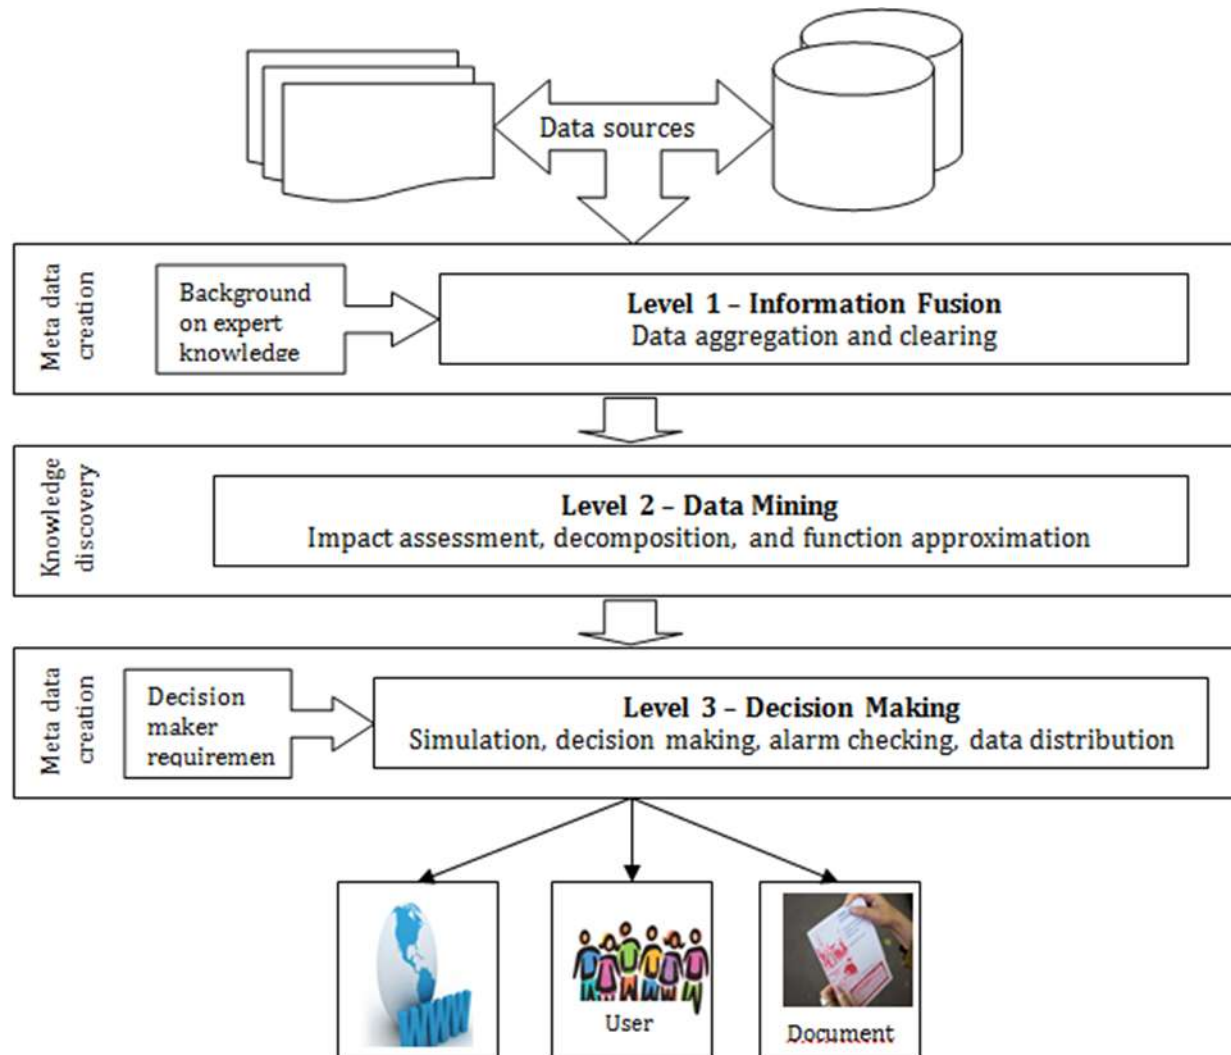 Data sources
Meta data
creation
Background
on expert
knowledge
Level 1 – Information Fusion
Data aggregation and clearing
Knowledge
discovery
Level 2 – Data Mining
Impact assessment, decomposition, and function approximation
Meta data
creation
Decision
maker
requiremen
Level 3 – Decision Making
Simulation, decision making, alarm checking, data distribution
WWW
User
Document